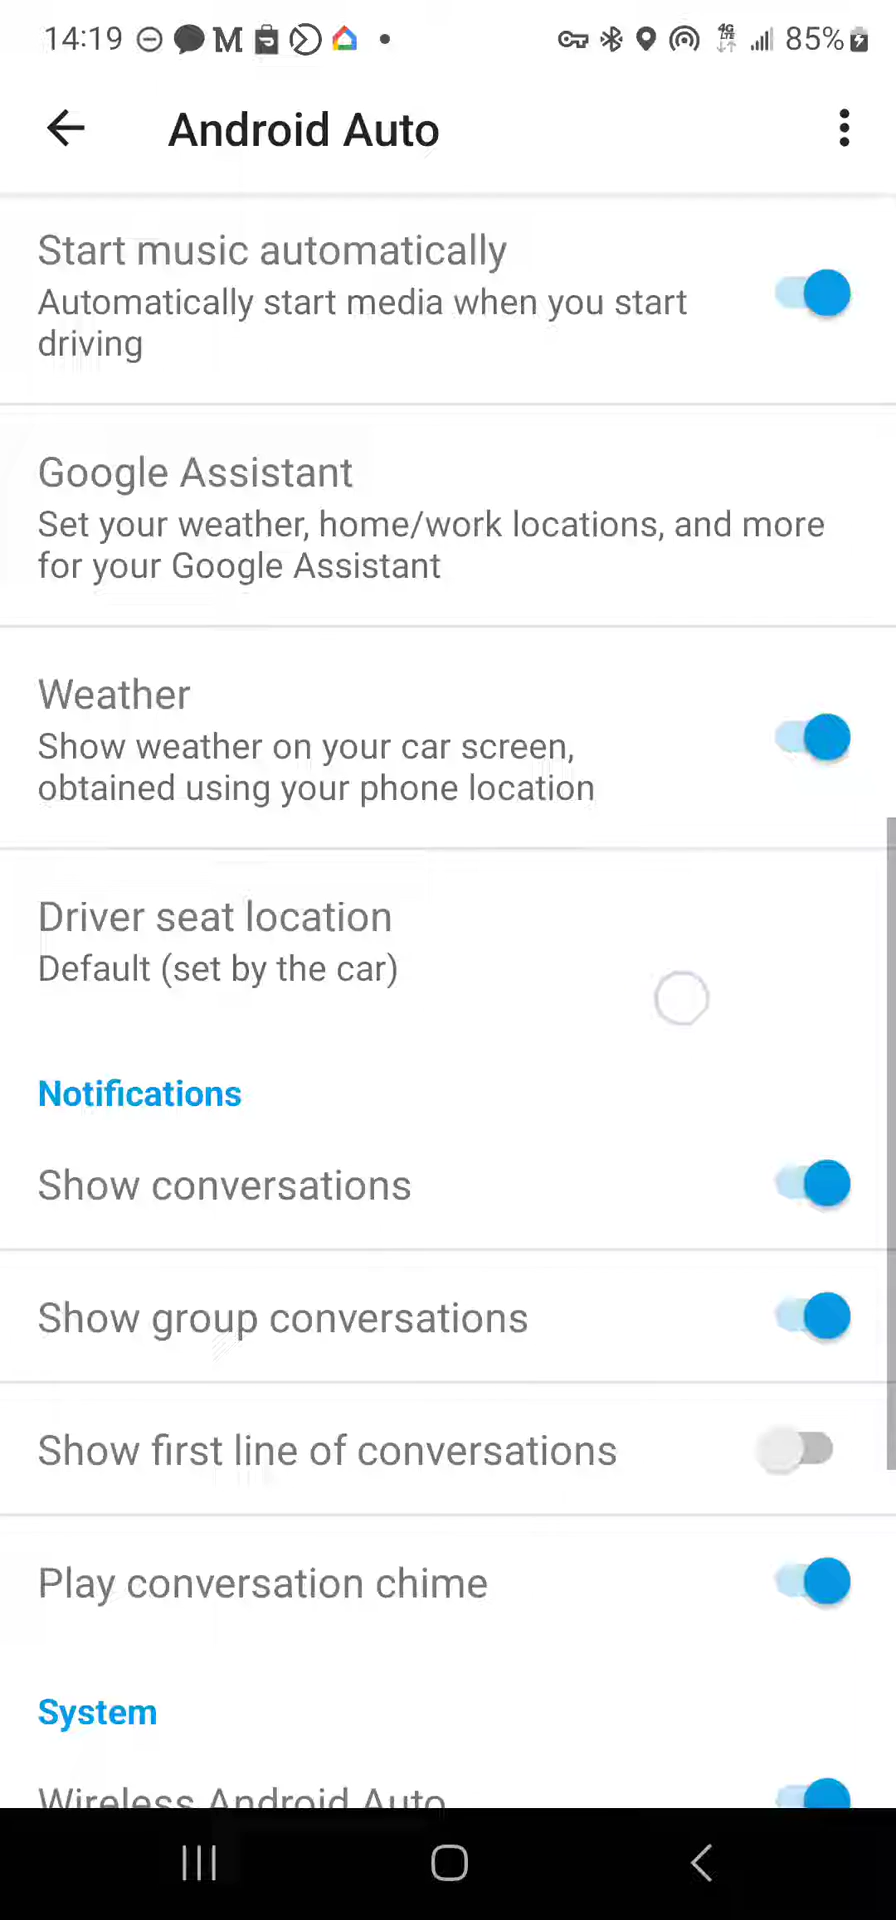 14:19 M 4G LTE 85%
Android Auto
Start music automatically
Automatically start media when you start
driving
Google Assistant
Set your weather, home/work locations, and more
for your Google Assistant
Weather
Show weather on your car screen,
obtained using your phone location
Driver seat location
Default (set by the car)
Notifications
Show conversations
Show group conversations
Show first line of conversations
Play conversation chime
System
Wireless Android Auto